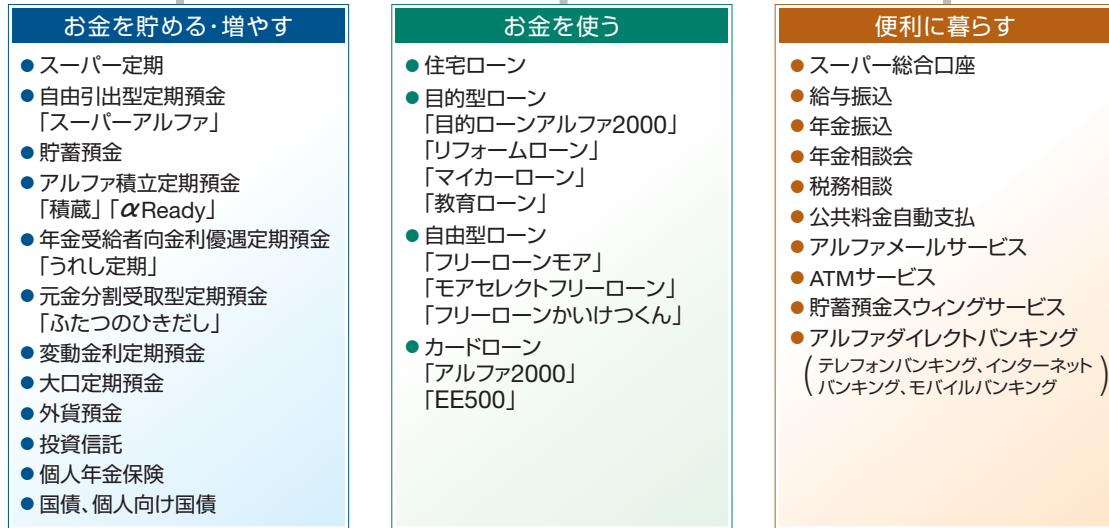 お金を貯める・増やす
●スーパー定期
●自由引出型定期預金
「スーパーアルファ」
●貯蓄預金
●アルファ積立定期預金
「積蔵」「αReady」
●年金受給者向金利優遇定期預金
「うれし定期」
●元金分割受取型定期預金
「ふたつのひきだし」
●変動金利定期預金
●大口定期預金
●外貨預金
●投資信託
●個人年金保険
●国債、個人向け国債
お金を使う
●住宅ローン
●目的型ローン
「目的ローンアルファ2000」
「リフォームローン」
「マイカーローン」
「教育ローン」
●自由型ローン
「フリーローンモア」
「モアセレクトフリーローン」
「フリーローンかいけつくん」
●カードローン
「アルファ2000」
「EE500」
便利に暮らす
●スーパー総合口座
●給与振込
●年金振込
●年金相談会
●税務相談
●公共料金自動支払
●アルファメールサービス
●ATMサービス
●貯蓄預金スウィングサービス
●アルファダイレクトバンキング
(テレフォンバンキング、インターネット
バンキング、モバイルバンキング)